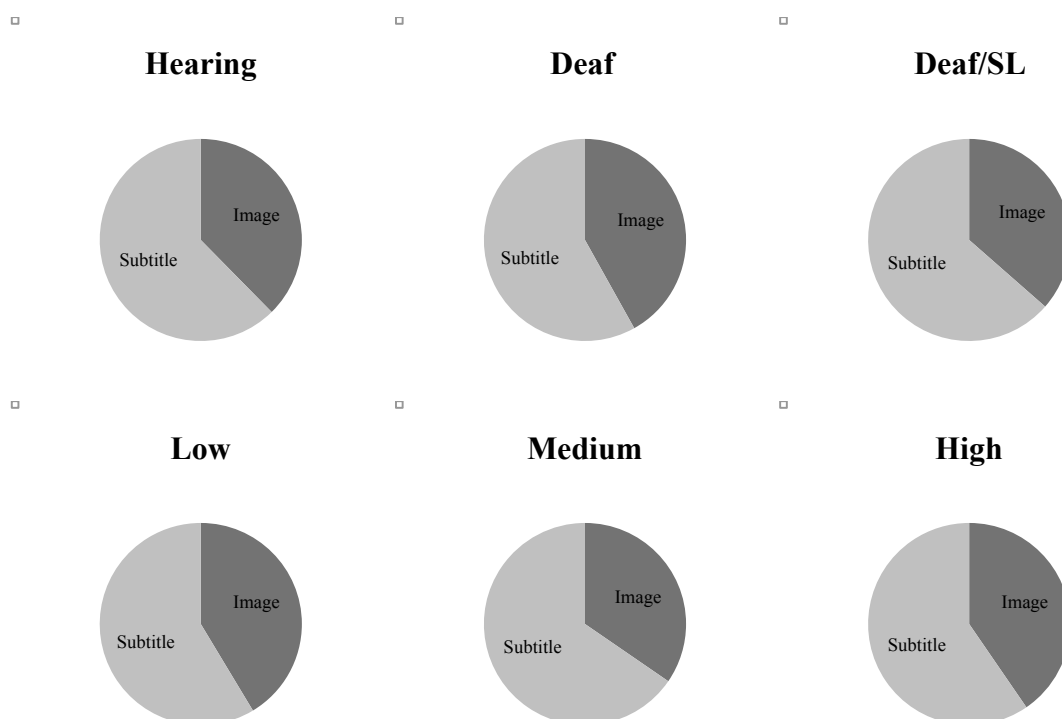 Hearing
Deaf
Deaf/SL
Image
Subtitle
Image
Subtitle
Image
Subtitle
Low
Medium
High
Image
Subtitle
Image
Subtitle
Image
Subtitle